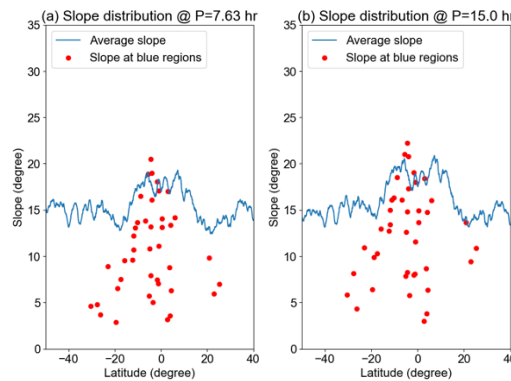 (a) Slope distribution @ P=7.63 hr
(b) Slope distribution @ P=15.0 hr
35
30
25
20
15
10
5
0
Slope (degree)
Average slope
Slope at blue regions
−40
−20
0
20
40
Latitude (degree)
35
30
25
20
15
10
5
0
Slope (degree)
Average slope
Slope at blue regions
−40
−20
0
20
40
Latitude (degree)